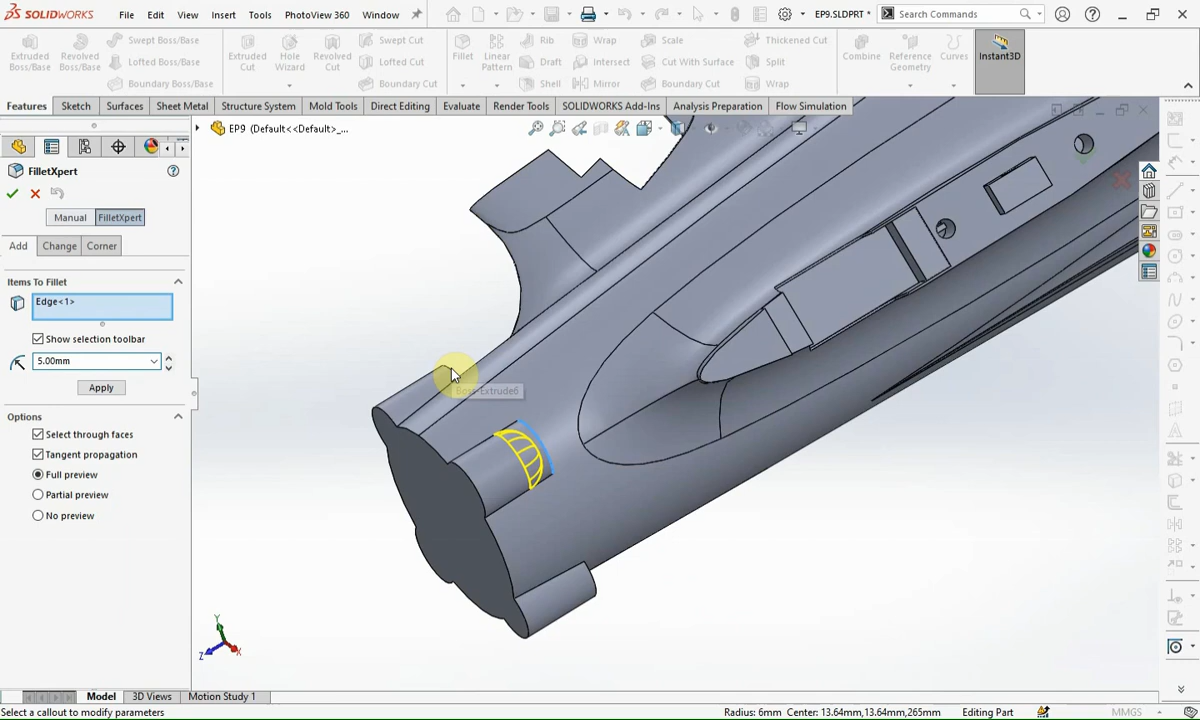 SOLIDWORKS File Edit View Insert Tools PhotoView 360 Window EP9.SLDPRT * Search Commands
Extruded Boss/Base
Revolved Boss/Base
Swept Boss/Base
Lofted Boss/Base
Boundary Boss/Base
Extruded Cut
Hole Wizard
Revolved Cut
Swept Cut
Lofted Cut
Boundary Cut
Fillet
Linear Pattern
Rib
Draft
Shell
Wrap
Intersect
Mirror
Scale
Cut With Surface
Boundary Cut
Thickened Cut
Split
Wrap
Combine
Reference Geometry
Curves
Instant3D
Features Sketch Surfaces Sheet Metal Structure System Mold Tools Direct Editing Evaluate Render Tools SOLIDWORKS Add-Ins Analysis Preparation Flow Simulation
EP9 (Default<<Default>_...
FilletXpert
Manual FilletXpert
Add Change Corner
Items To Fillet
Edge<1>
Show selection toolbar
5.00mm
Apply
Options
Select through faces
Tangent propagation
Full preview
Partial preview
No preview
Boss-Extrude6
Y
Z
X
Model 3D Views Motion Study 1
Select a callout to modify parameters Radius: 6mm Center: 13.64mm,13.64mm,265mm Editing Part MMGS